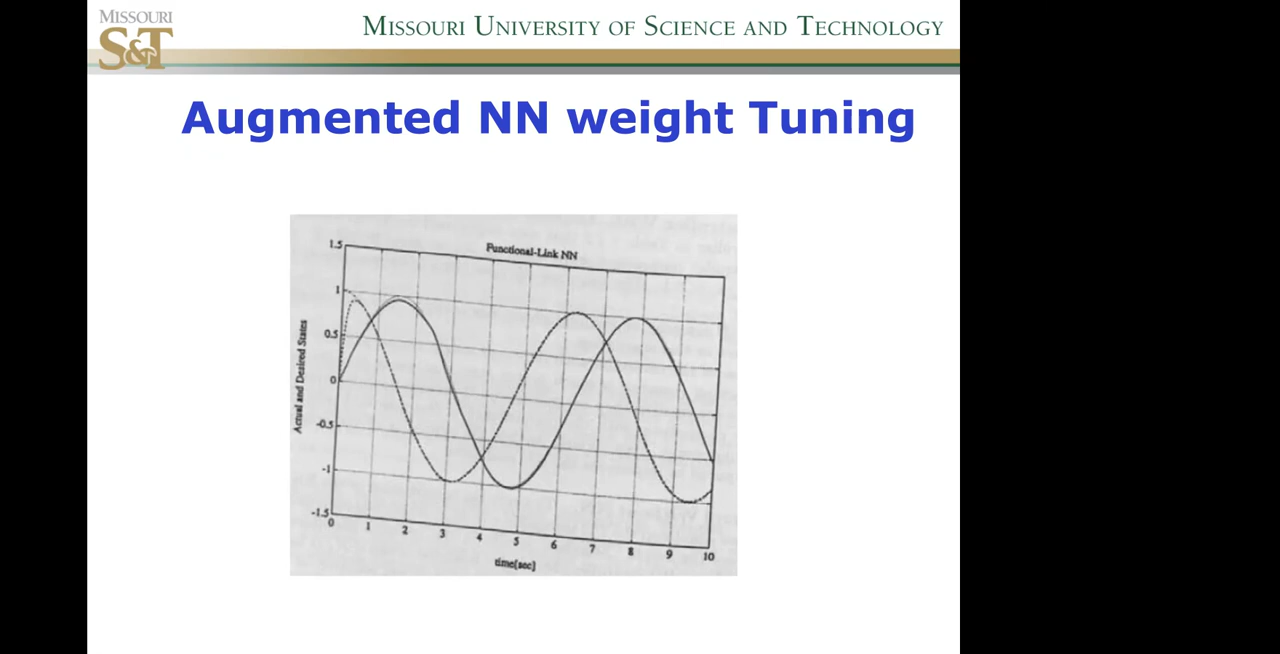 MISSOURI
S&T
MISSOURI UNIVERSITY OF SCIENCE AND TECHNOLOGY
Augmented NN weight Tuning
Functional-Link NN
Actual and Desired States
1.5
1
0.5
0
-0.5
-1
-1.5
0 1 2 3 4 5 6 7 8 9 10
time[sec]